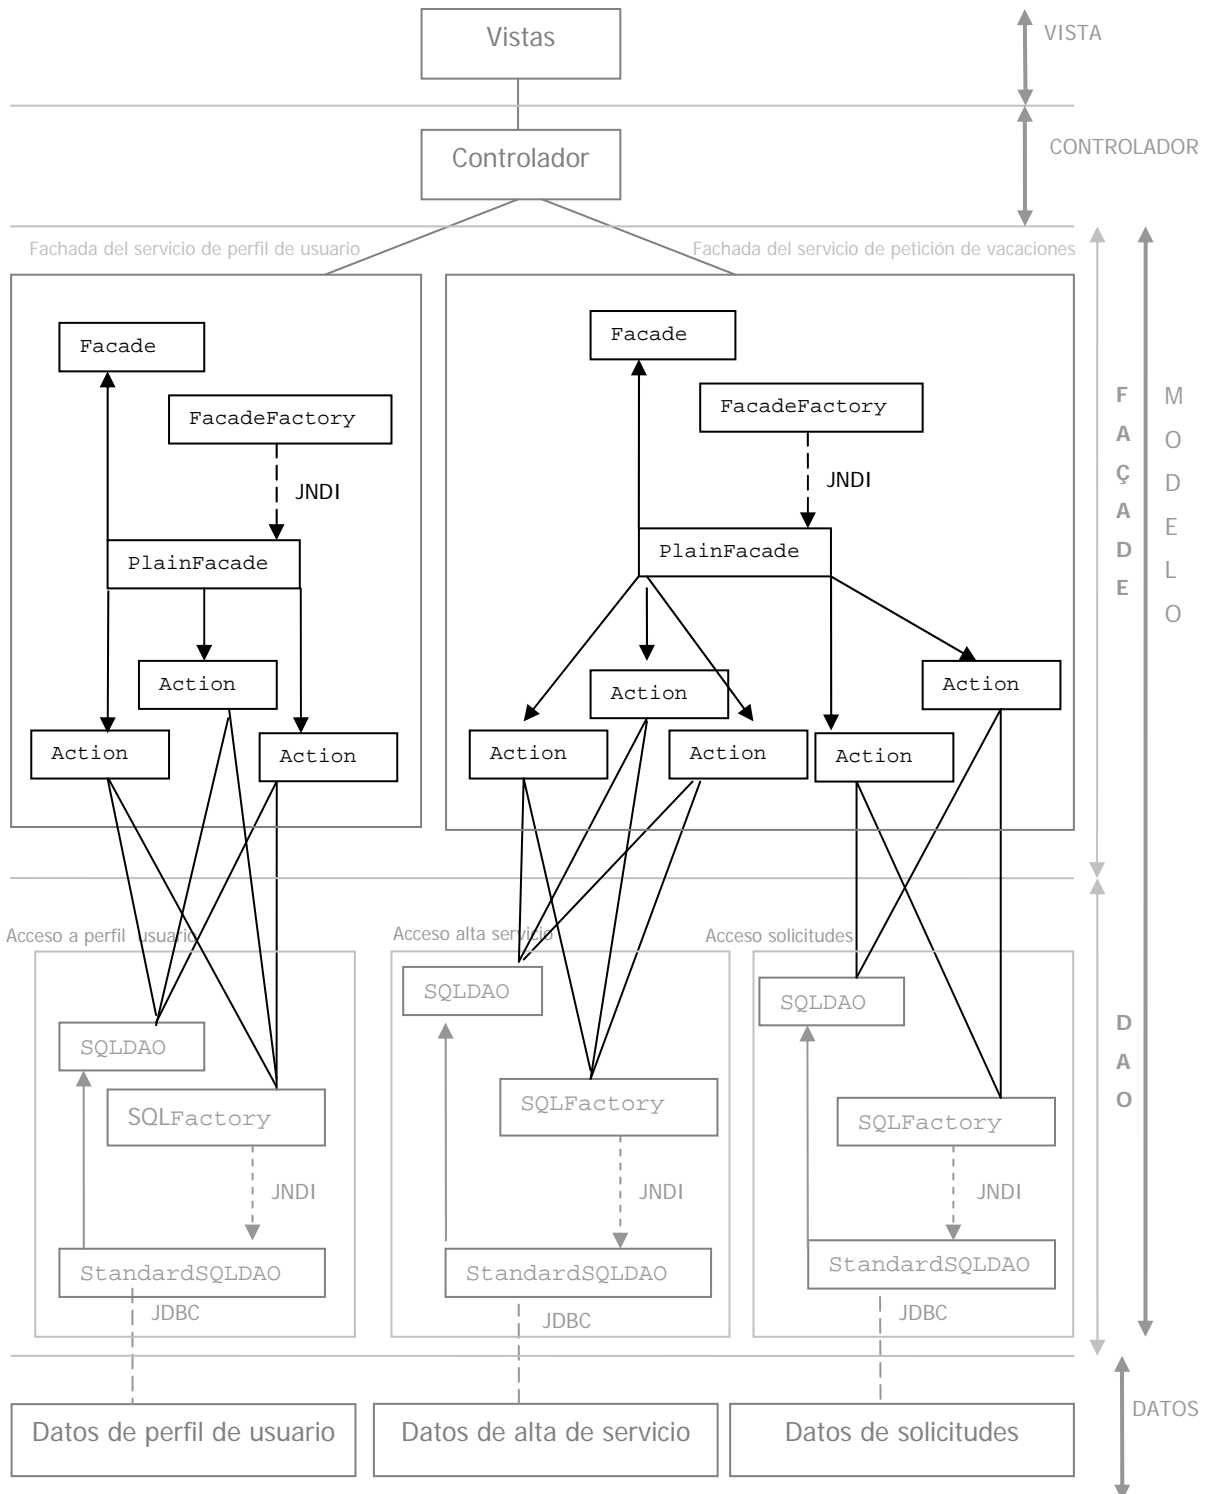 Vistas
VISTA
Controlador
CONTROLADOR
Fachada del servicio de perfil de usuario
Fachada del servicio de petición de vacaciones
Facade
FacadeFactory
JNDI
PlainFacade
Action
Action
Action
Facade
FacadeFactory
JNDI
PlainFacade
Action
Action
Action
Action
Action
FAÇADE
MODELO
Acceso a perfil usuario
SQLDAO
SQLFactory
JNDI
StandardSQLDAO
JDBC
Acceso alta servicio
SQLDAO
SQLFactory
JNDI
StandardSQLDAO
JDBC
Acceso solicitudes
SQLDAO
SQLFactory
JNDI
StandardSQLDAO
JDBC
DAO
Datos de perfil de usuario
Datos de alta de servicio
Datos de solicitudes
DATOS